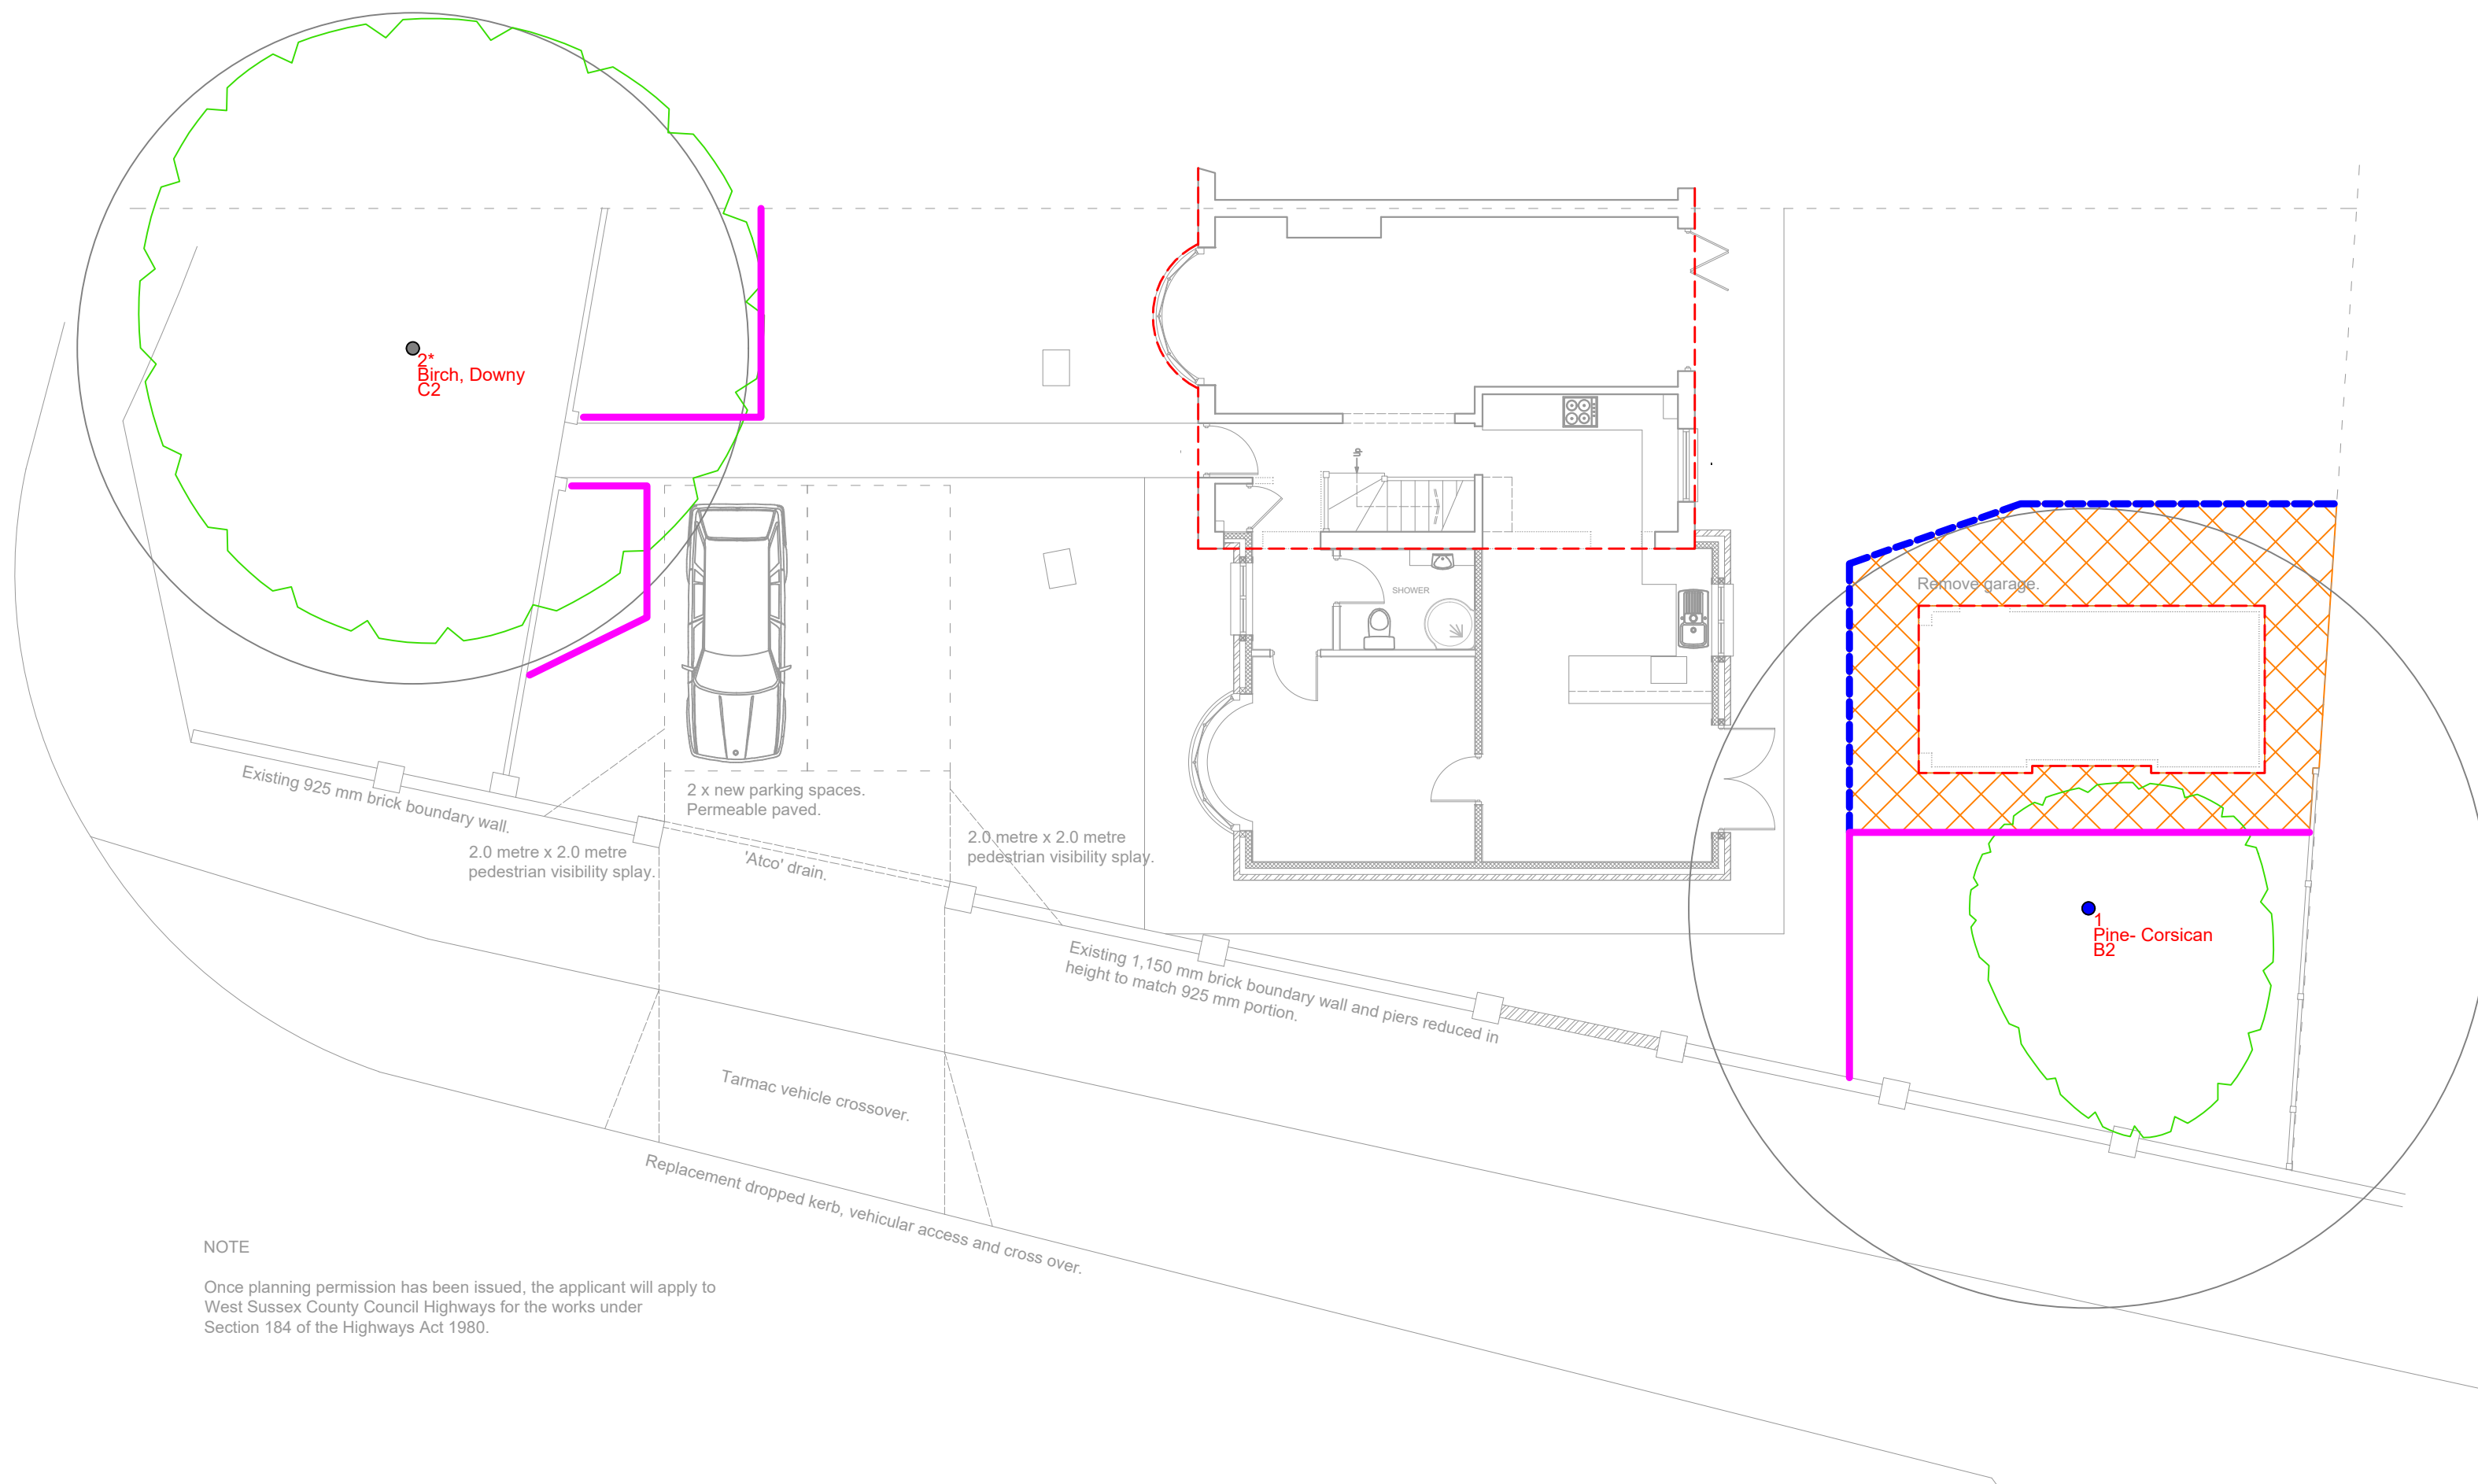 2*
Birch, Downy
C2
up
SHOWER
Remove garage.
Existing 925 mm brick boundary wall.
2 x new parking spaces.
Permeable paved.
2.0 metre x 2.0 metre
pedestrian visibility splay.
'Atco' drain.
2.0 metre x 2.0 metre
pedestrian visibility splay.
1
Pine- Corsican
B2
Existing 1,150 mm brick boundary wall and piers reduced in
height to match 925 mm portion.
Tarmac vehicle crossover.
Replacement dropped kerb, vehicular access and cross over.
NOTE
Once planning permission has been issued, the applicant will apply to
West Sussex County Council Highways for the works under
Section 184 of the Highways Act 1980.